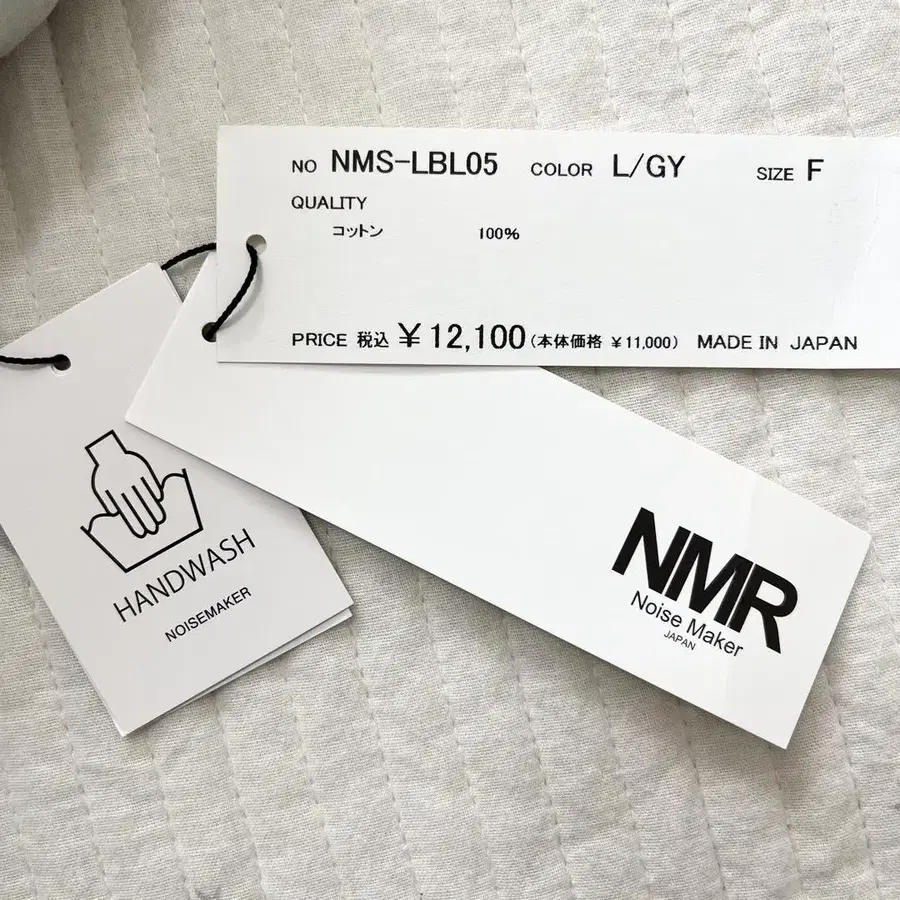 NO NMS-LBL05 COLOR L/GY SIZE F
QUALITY
コットン 100%
PRICE 税込 ¥12,100(本体価格 ¥11,000) MADE IN JAPAN
HANDWASH
NOISEMAKER
NMR
Noise Maker
JAPAN